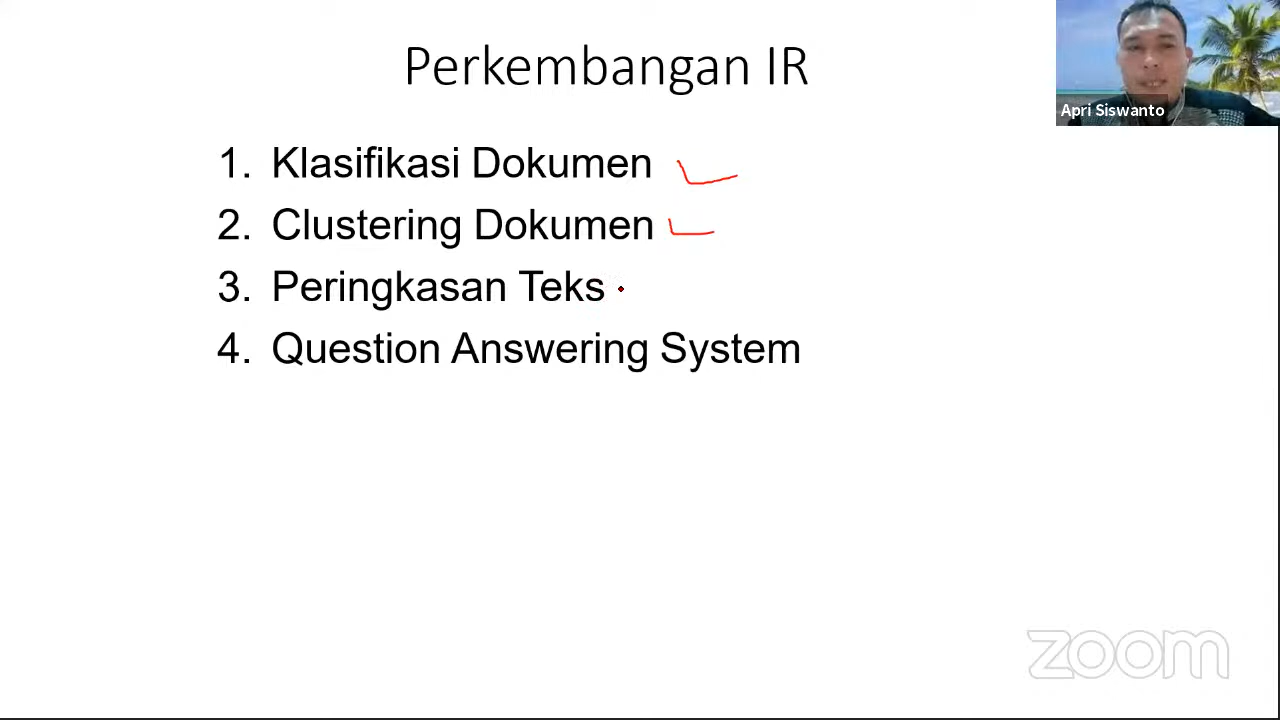 Perkembangan IR
Apri Siswanto
1. Klasifikasi Dokumen
2. Clustering Dokumen
3. Peringkasan Teks
4. Question Answering System
zoom